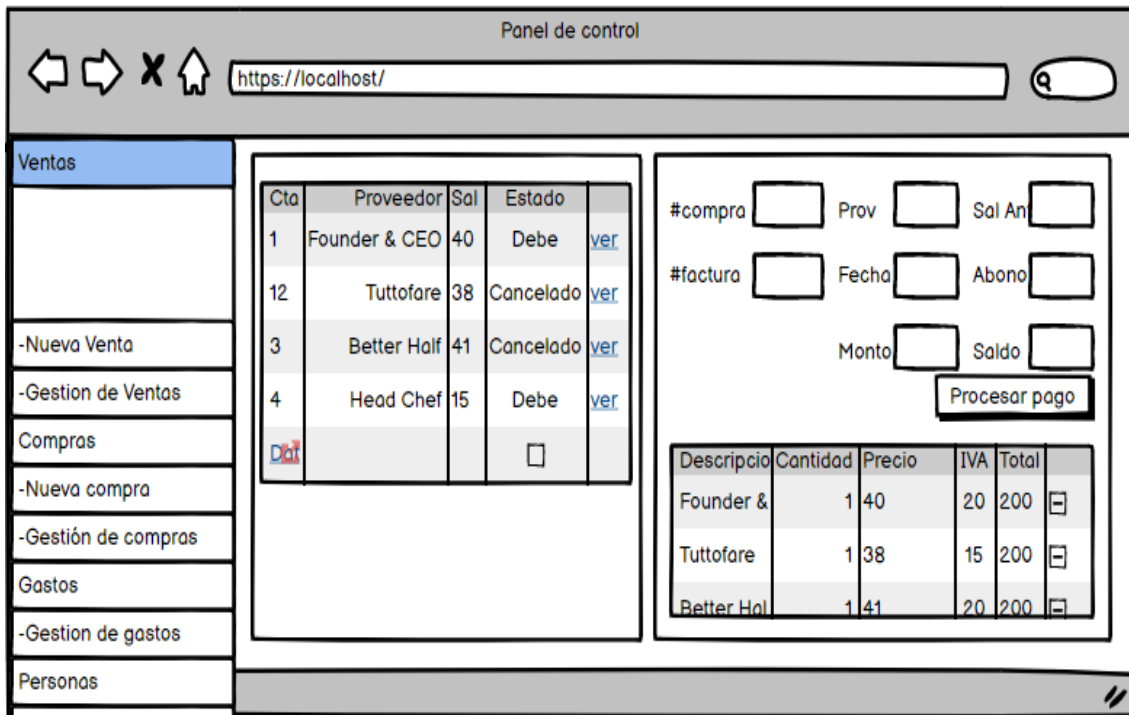 Panel de control
https://localhost/
Ventas
-Nueva Venta
-Gestion de Ventas
Compras
-Nueva compra
-Gestión de compras
Gastos
-Gestion de gastos
Personas
Cta Proveedor Sal Estado
1 Founder & CEO 40 Debe ver
12 Tuttofare 38 Cancelado ver
3 Better Half 41 Cancelado ver
4 Head Chef 15 Debe ver
Dat
#compra Prov Sal An
#factura Fecha Abono
Monto Saldo
Procesar pago
Descripcio Cantidad Precio IVA Total
Founder & 1 40 20 200
Tuttofare 1 38 15 200
Better Hal 1 41 20 200